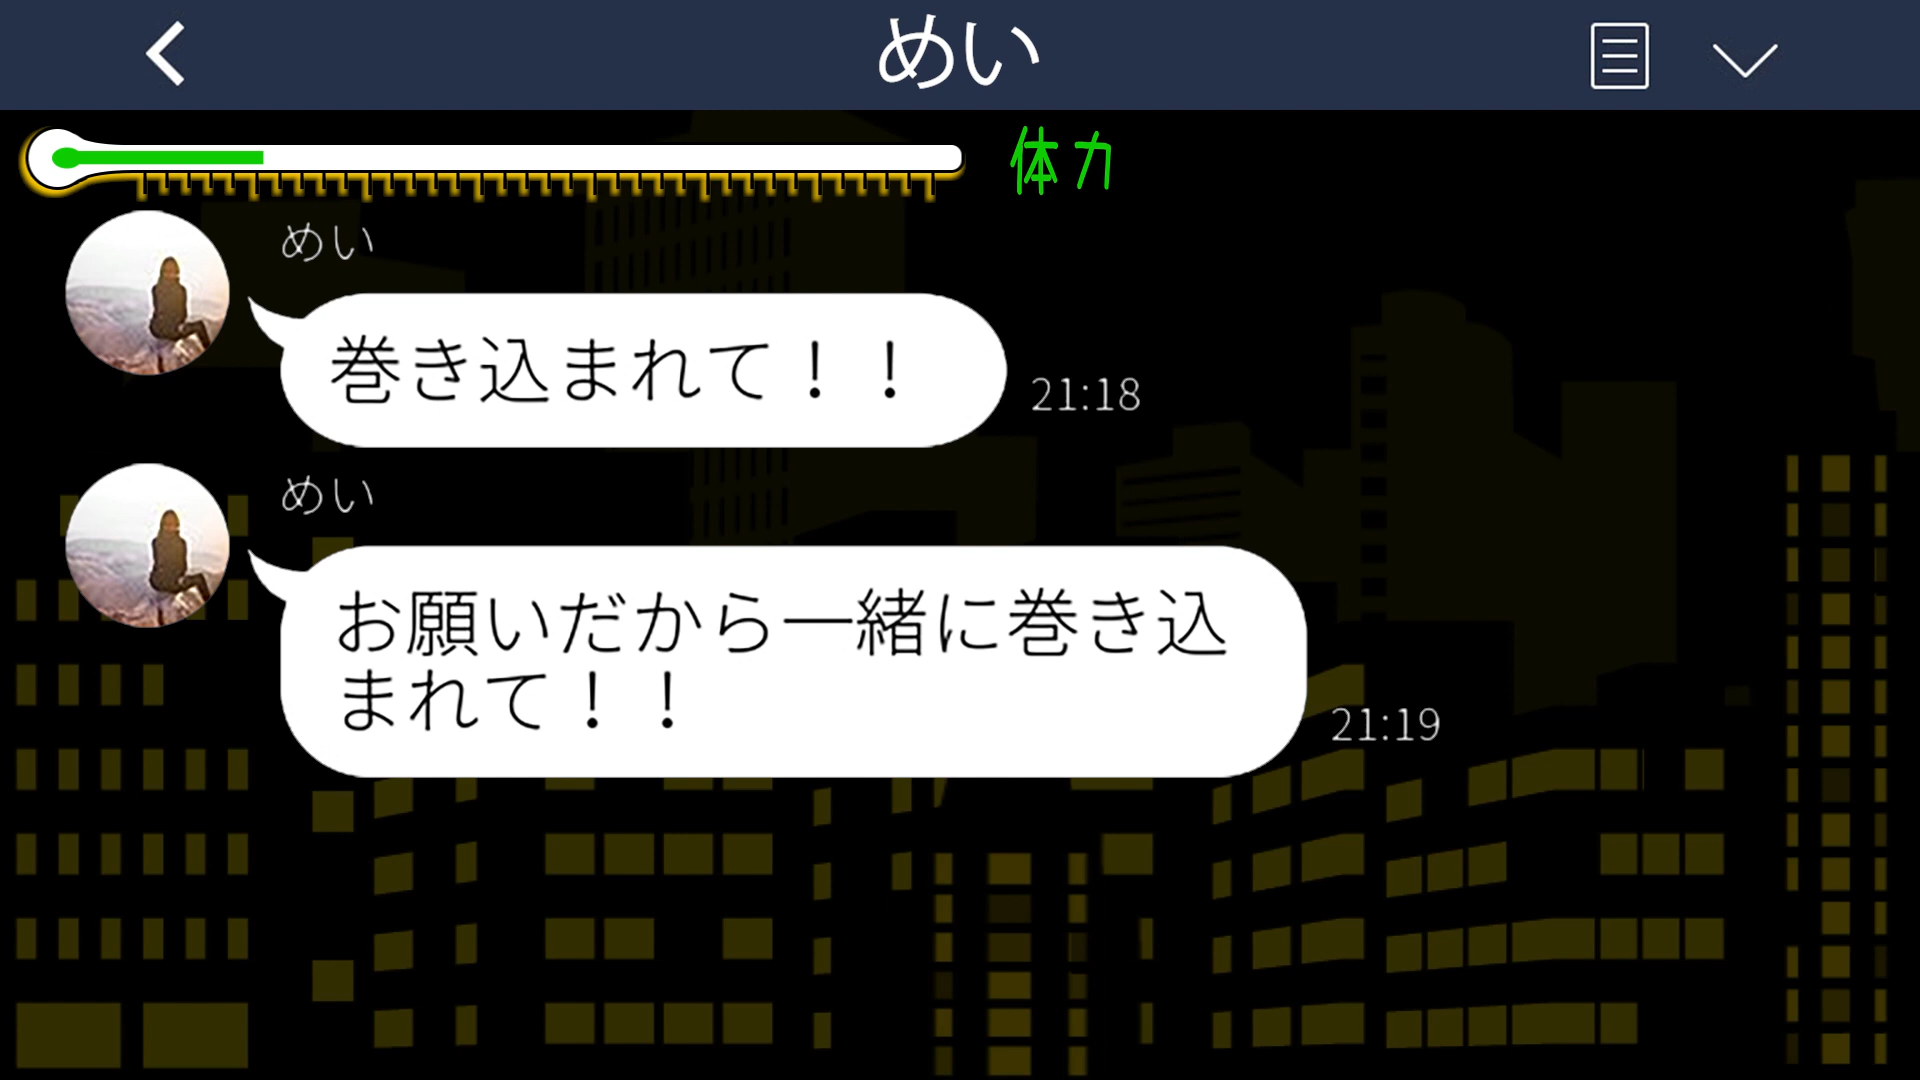 めい
体力
めい
巻き込まれて！！
21:18
めい
お願いだから一緒に巻き込
まれて！！
21:19